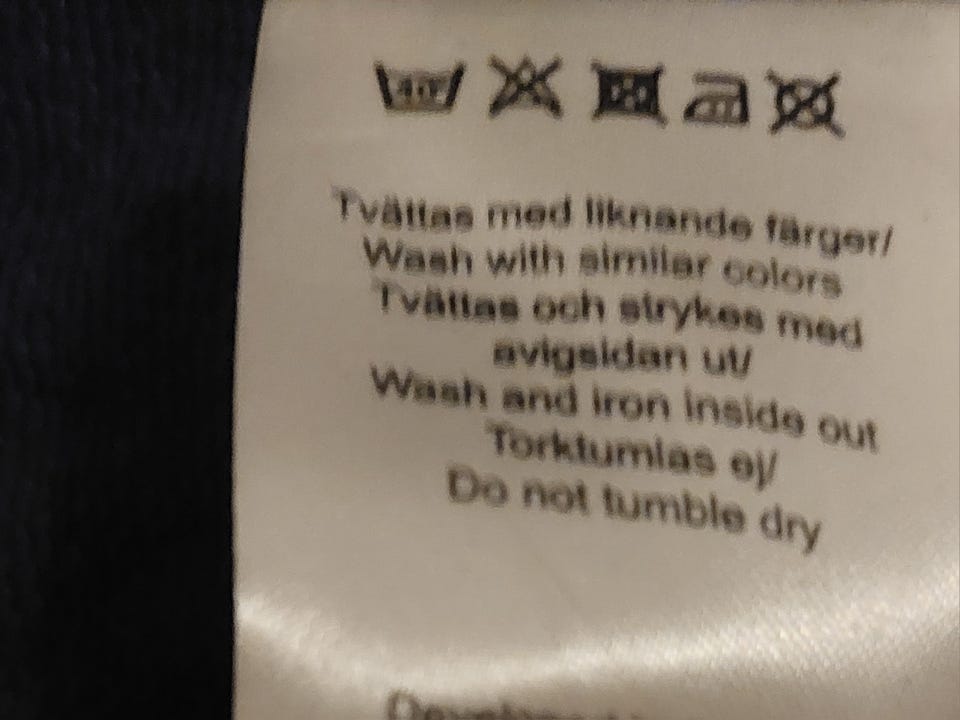 40
Tvättas med liknande färger/
Wash with similar colors
Tvättas och strykes med
avigsidan ut/
Wash and iron inside out
Torktumlas ej/
Do not tumble dry